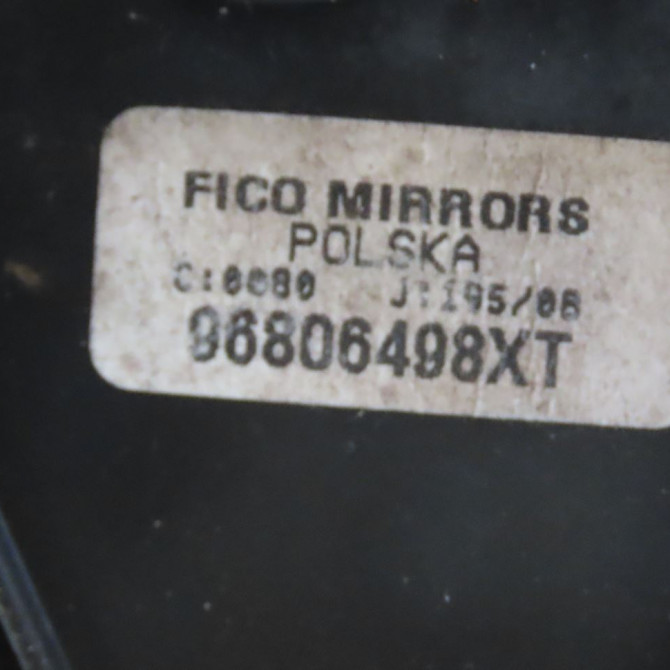 FICO MIRRORS
POLSKA
C:0080 J:195/08
96806498XT